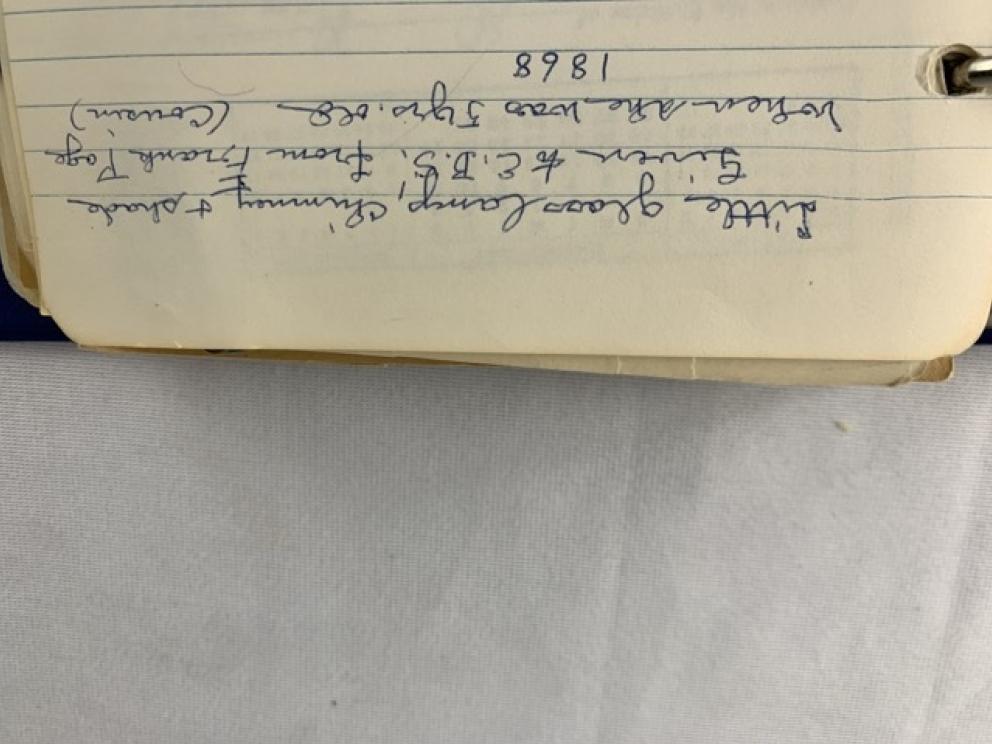 Little glass lamp, chimney & shade
Given to E.B.S. from Frank Page
When she was 5 yrs. old (Cousin)
1868